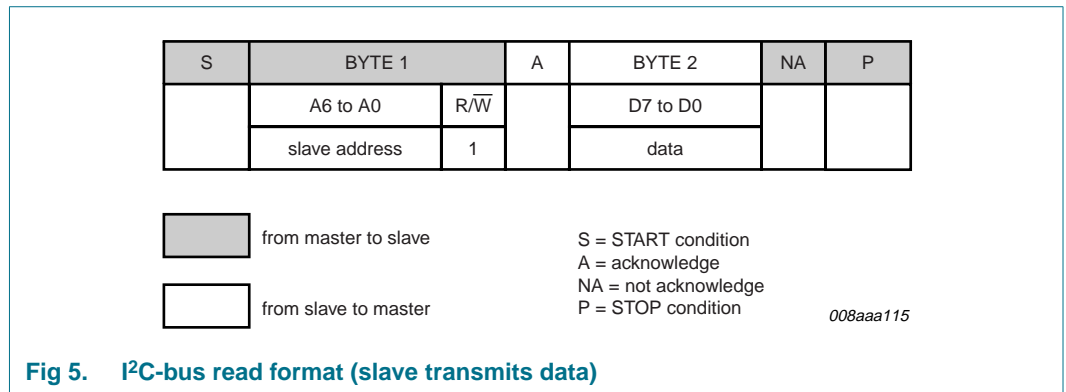 S BYTE 1 A BYTE 2 NA P
A6 to A0 R/W̅ D7 to D0
slave address 1 data
from master to slave
from slave to master
S = START condition
A = acknowledge
NA = not acknowledge
P = STOP condition
008aaa115
Fig 5. I²C-bus read format (slave transmits data)